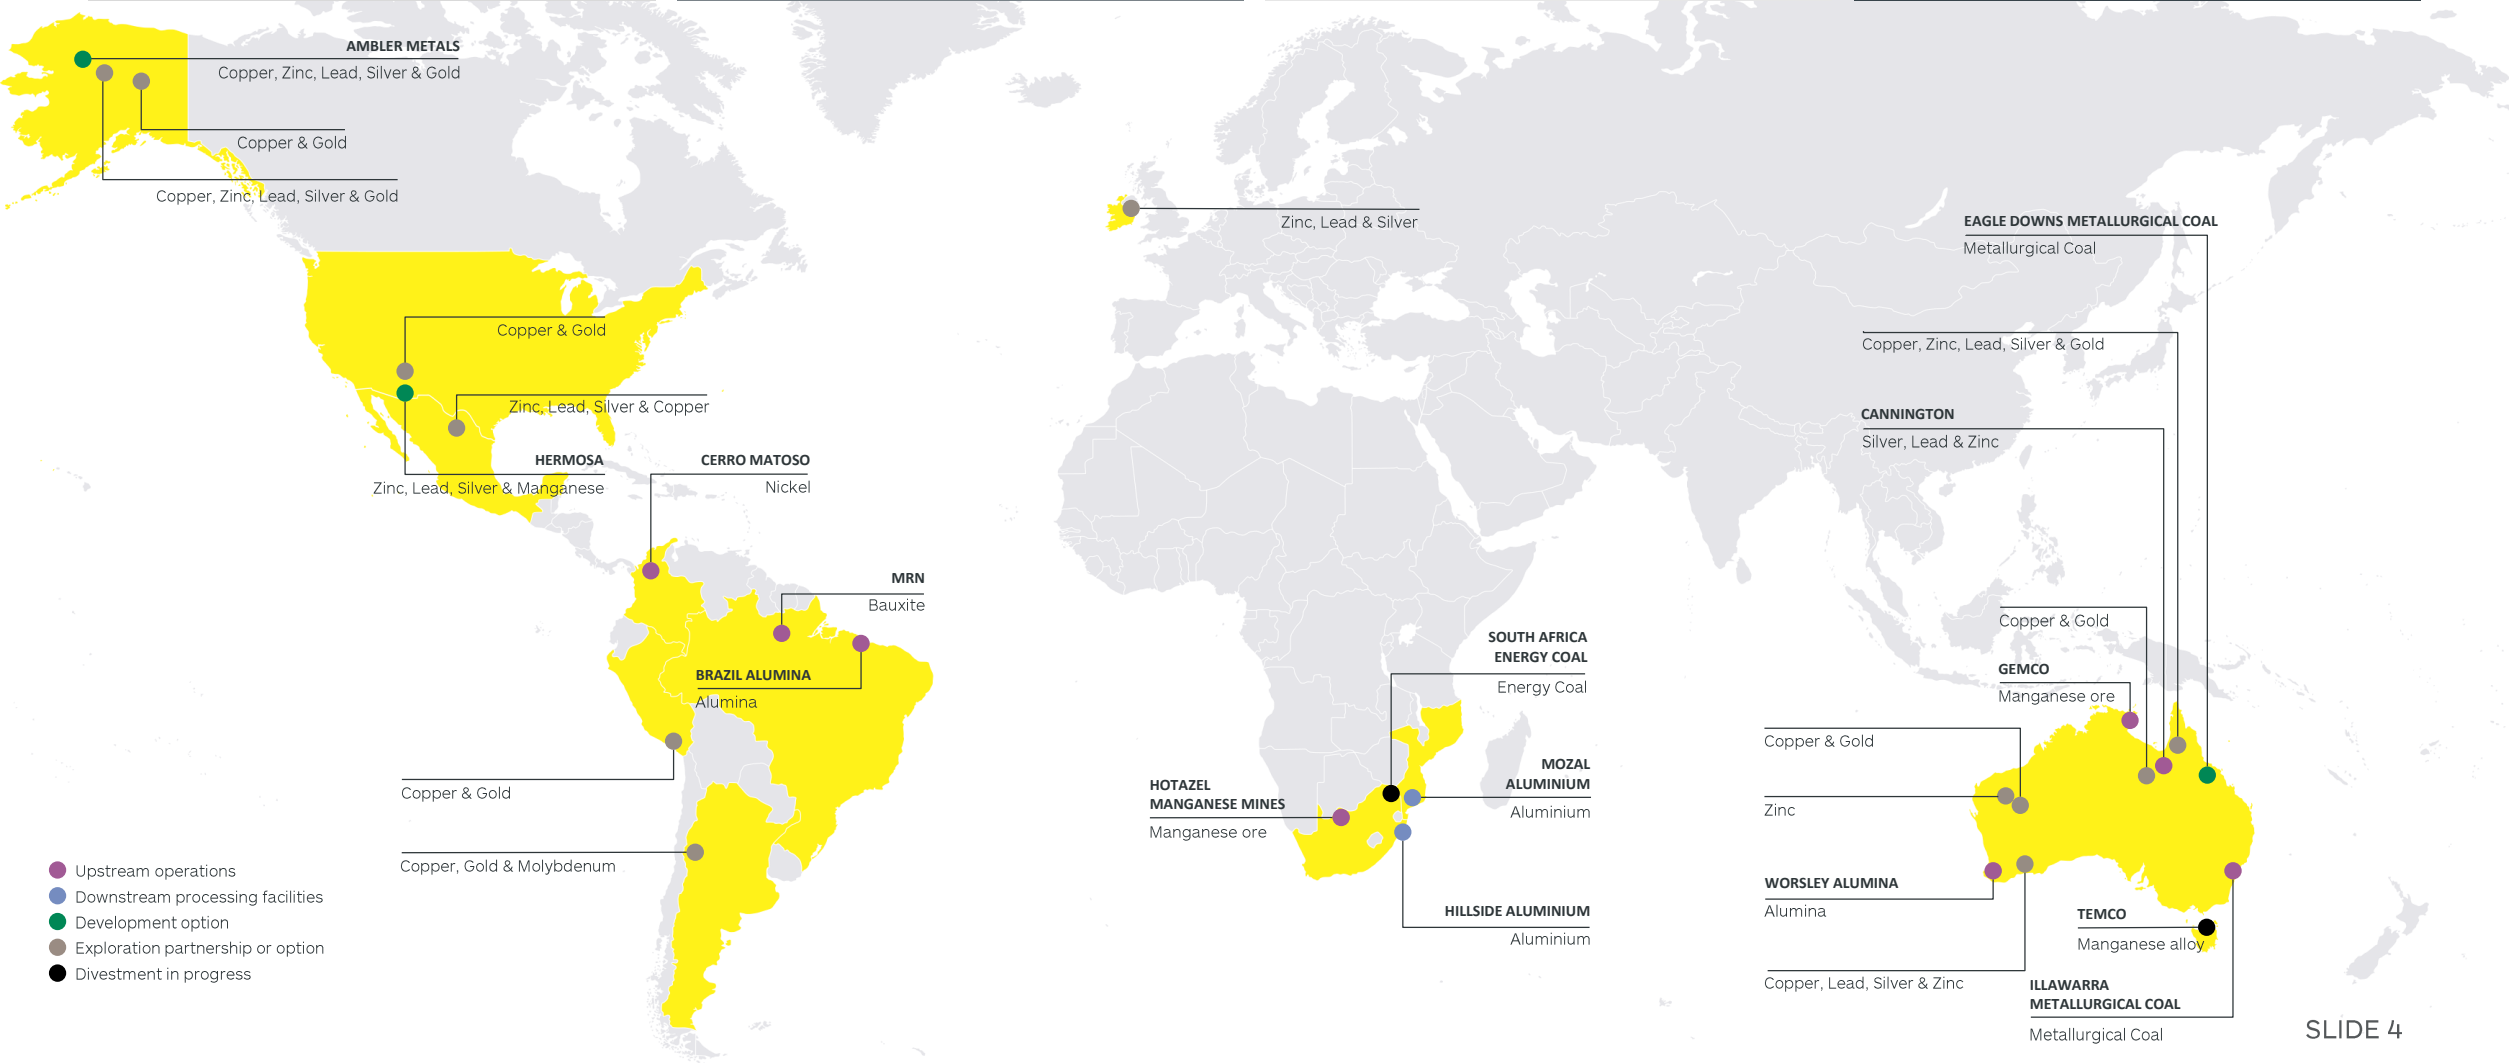 AMBLER METALS
Copper, Zinc, Lead, Silver & Gold
Copper & Gold
Copper, Zinc, Lead, Silver & Gold
Copper & Gold
Zinc, Lead, Silver & Copper
HERMOSA
Zinc, Lead, Silver & Manganese
CERRO MATOSO
Nickel
MRN
Bauxite
BRAZIL ALUMINA
Alumina
Copper & Gold
Copper, Gold & Molybdenum
Upstream operations
Downstream processing facilities
Development option
Exploration partnership or option
Divestment in progress
Zinc, Lead & Silver
SOUTH AFRICA
ENERGY COAL
Energy Coal
MOZAL
ALUMINIUM
Aluminium
HOTAZEL
MANGANESE MINES
Manganese ore
HILLSIDE ALUMINIUM
Aluminium
EAGLE DOWNS METALLURGICAL COAL
Metallurgical Coal
Copper, Zinc, Lead, Silver & Gold
CANNINGTON
Silver, Lead & Zinc
Copper & Gold
GEMCO
Manganese ore
Copper & Gold
Zinc
WORSLEY ALUMINA
Alumina
TEMCO
Manganese alloy
Copper, Lead, Silver & Zinc
ILLAWARRA
METALLURGICAL COAL
Metallurgical Coal
SLIDE 4